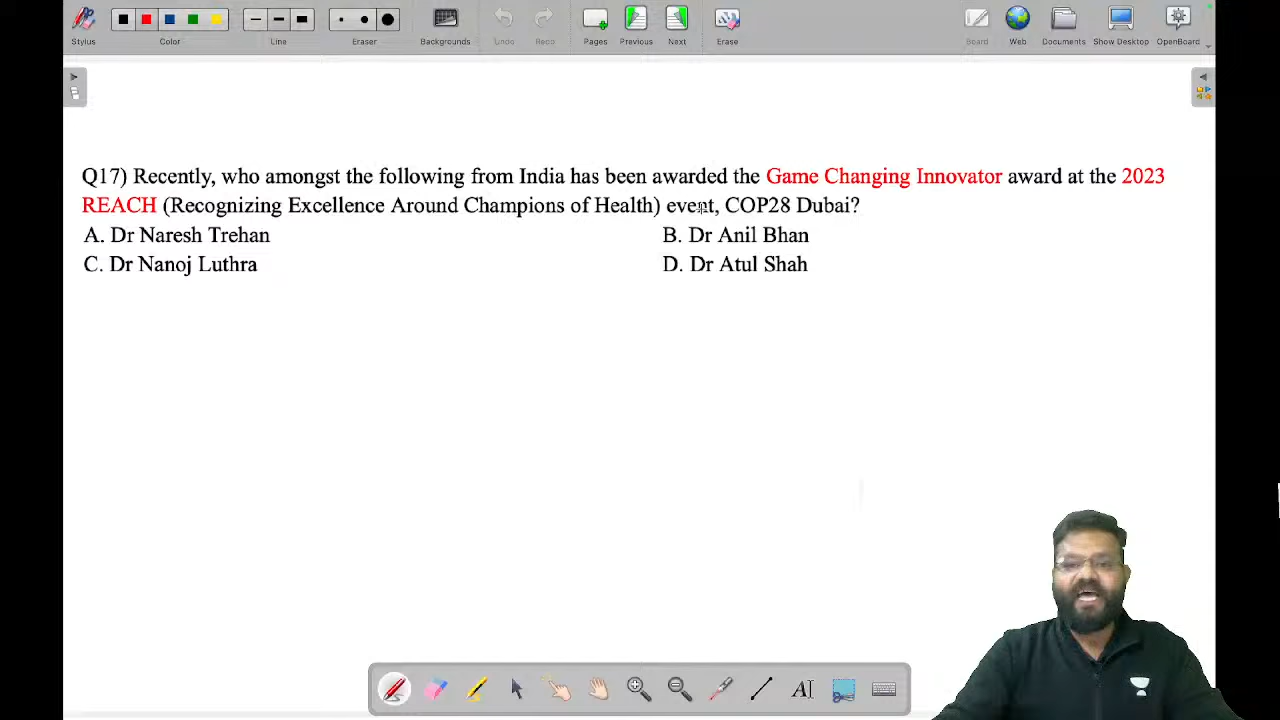 Stylus
Color
Line
Eraser
Backgrounds
Undo
Redo
Pages
Previous
Next
Erase
Board
Web
Documents
Show Desktop
OpenBoard
Q17) Recently, who amongst the following from India has been awarded the Game Changing Innovator award at the 2023
REACH (Recognizing Excellence Around Champions of Health) event, COP28 Dubai?
A. Dr Naresh Trehan
B. Dr Anil Bhan
C. Dr Nanoj Luthra
D. Dr Atul Shah